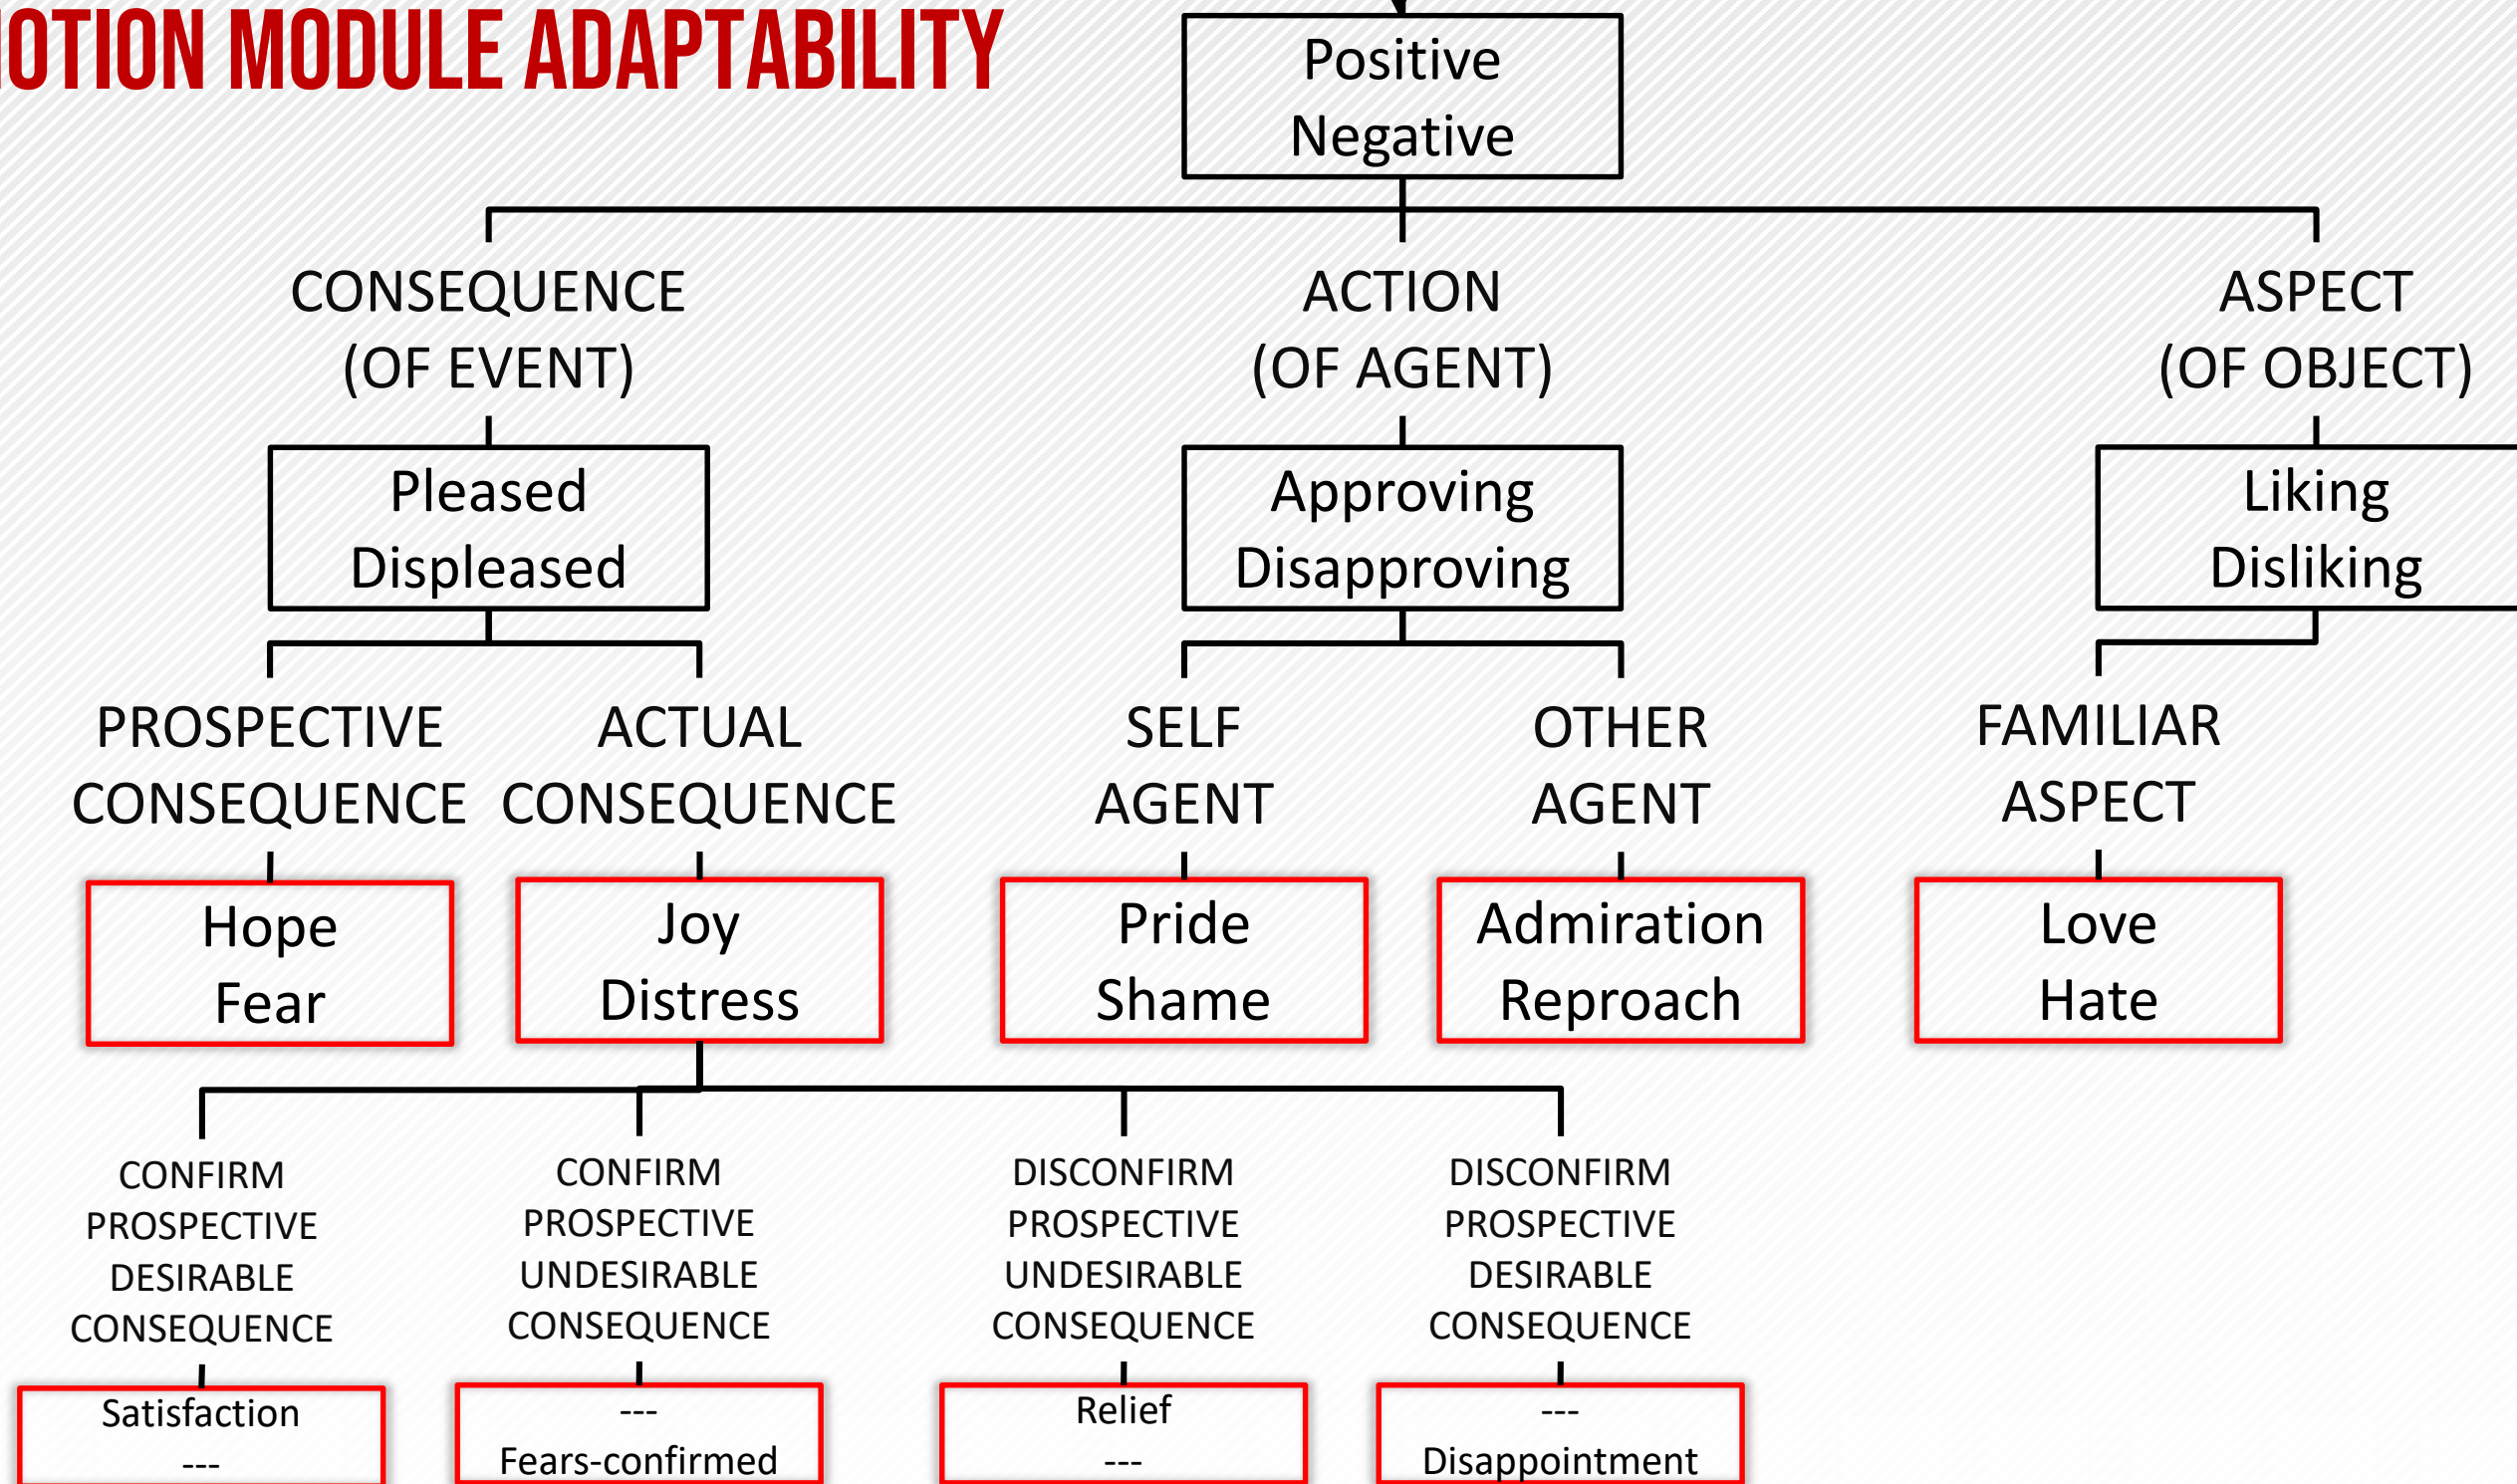 OTION MODULE ADAPTABILITY
Positive
Negative
CONSEQUENCE
(OF EVENT)
ACTION
(OF AGENT)
ASPECT
(OF OBJECT)
Pleased
Displeased
Approving
Disapproving
Liking
Disliking
PROSPECTIVE
CONSEQUENCE
ACTUAL
CONSEQUENCE
SELF
AGENT
OTHER
AGENT
FAMILIAR
ASPECT
Hope
Fear
Joy
Distress
Pride
Shame
Admiration
Reproach
Love
Hate
CONFIRM
PROSPECTIVE
DESIRABLE
CONSEQUENCE
CONFIRM
PROSPECTIVE
UNDESIRABLE
CONSEQUENCE
DISCONFIRM
PROSPECTIVE
UNDESIRABLE
CONSEQUENCE
DISCONFIRM
PROSPECTIVE
DESIRABLE
CONSEQUENCE
Satisfaction
---
---
Fears-confirmed
Relief
---
---
Disappointment